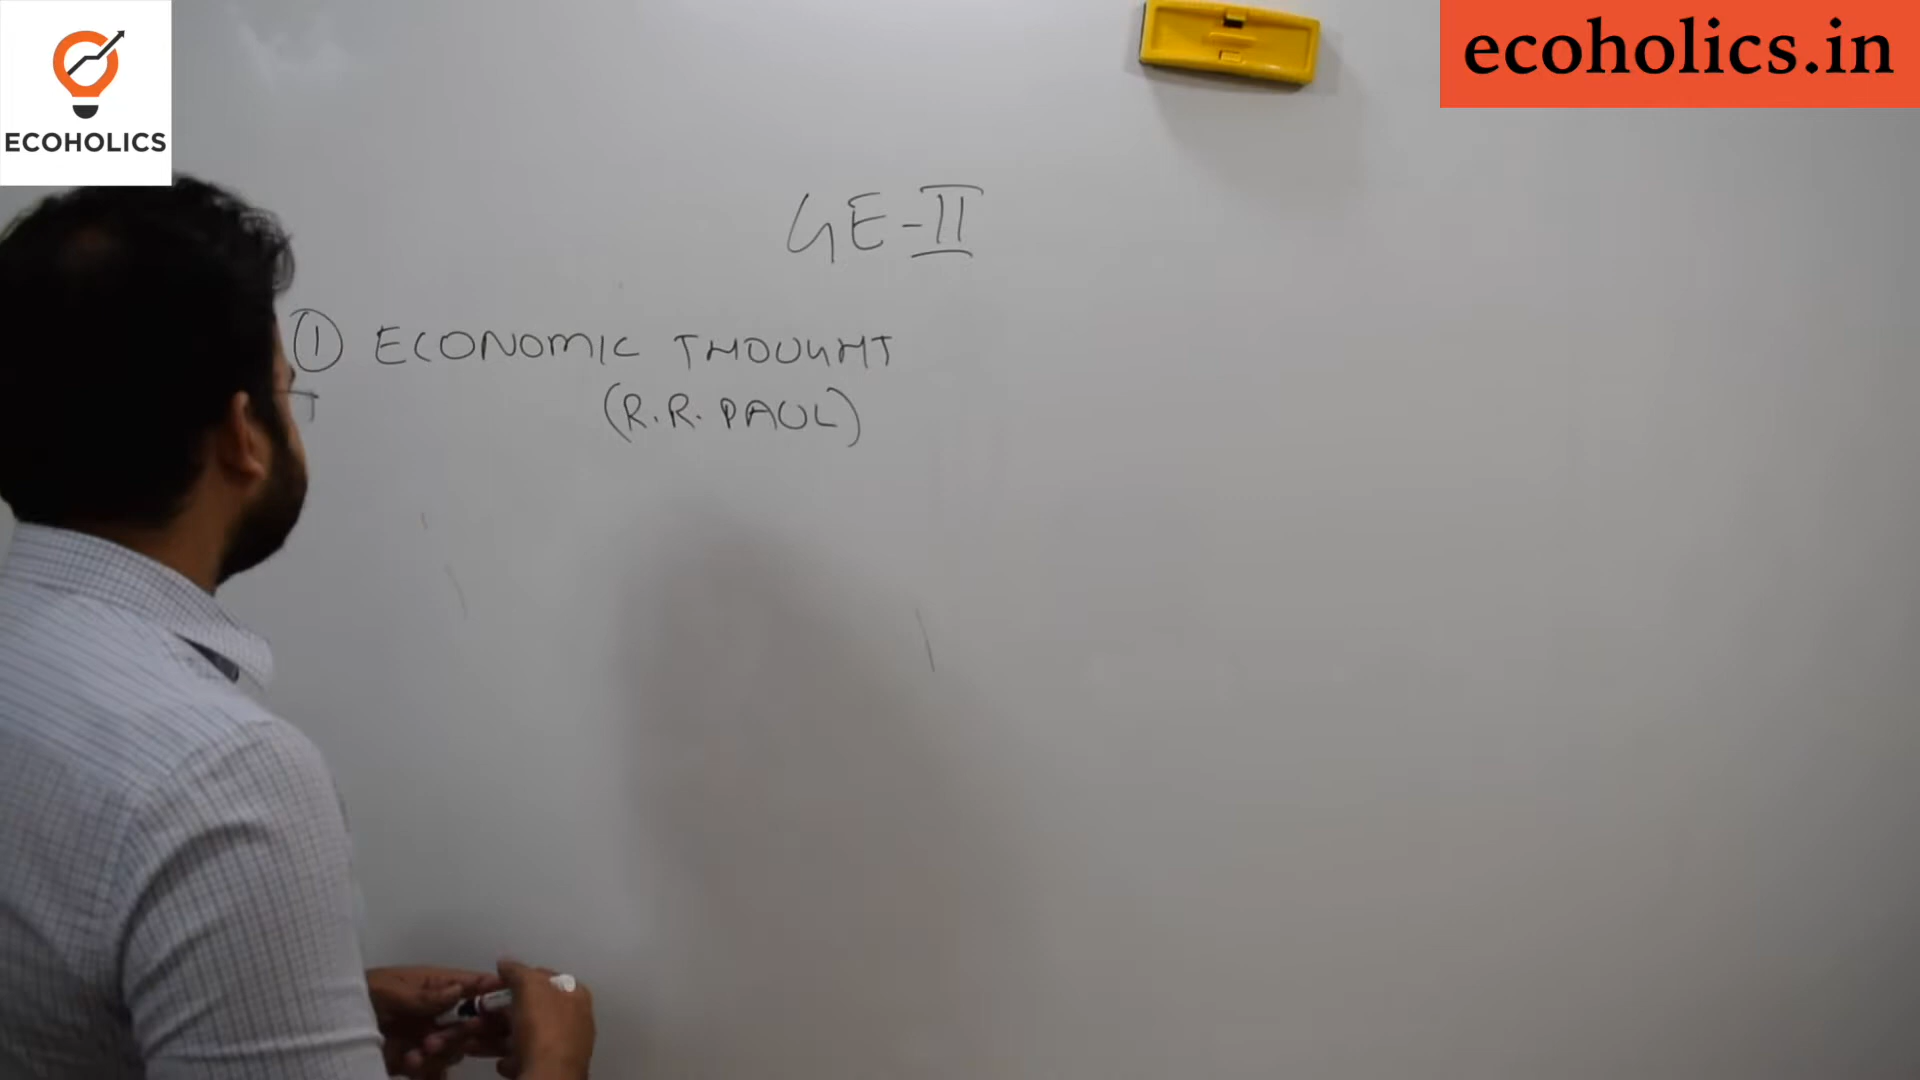 ECOHOLICS
ecoholics.in
GE-II
① ECONOMIC THOUGHT
(R.R. PAUL)